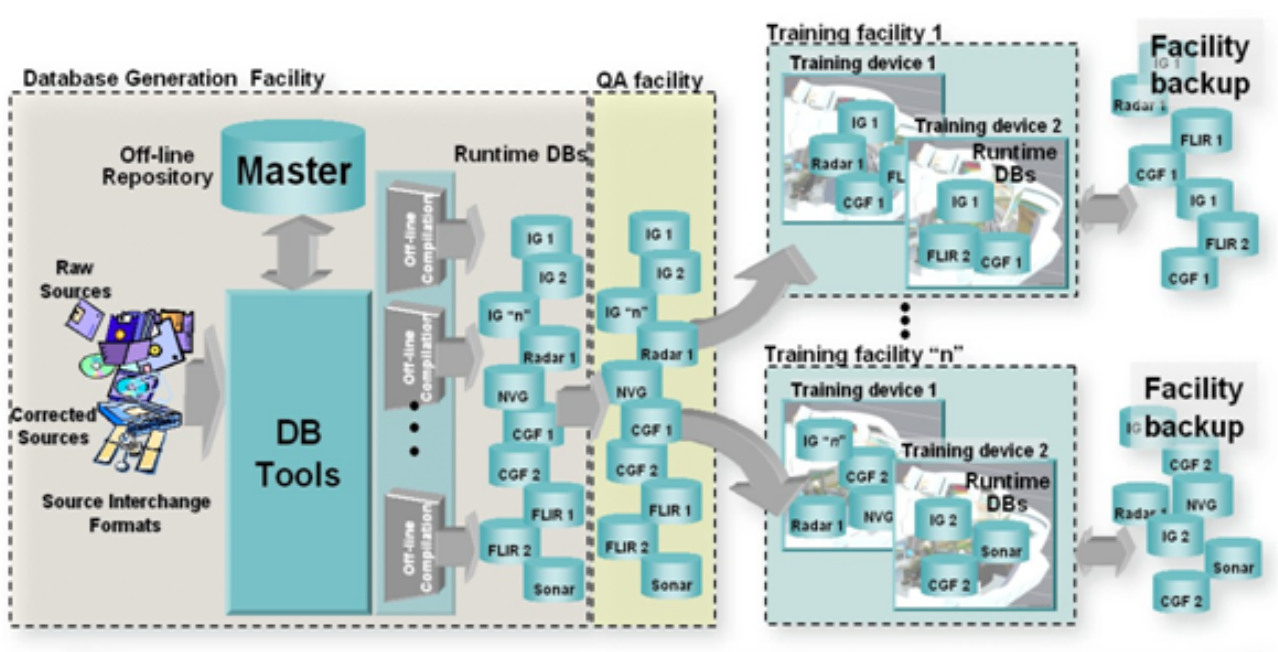 Database Generation Facility
QA facility
Off-line
Repository
Master
Runtime DBs
Raw
Sources
Corrected
Sources
Source Interchange
Formats
DB
Tools
Off-line
Compilation
Off-line
Compilation
Off-line
Compilation
IG 1
IG 2
IG "n"
Radar 1
NVG
CGF 1
CGF 2
FLIR 1
FLIR 2
Sonar
IG 1
IG 2
IG "n"
Radar 1
NVG
CGF 1
CGF 2
FLIR 1
FLIR 2
Sonar
Training facility 1
Training device 1
IG 1
Radar 1
FL
CGF 1
Training device 2
Runtime
DBs
IG 1
FLIR 2
CGF 1
Facility
backup
IG 1
Radar 1
FLIR 1
CGF 1
IG 1
FLIR 2
CGF 1
Training facility "n"
Training device 1
IG "n"
CGF 2
Radar 1
NVG
Training device 2
Runtime
DBs
IG 2
Sonar
CGF 2
Facility
backup
IG
CGF 2
Radar
NVG
IG 2
Sonar
CGF 2